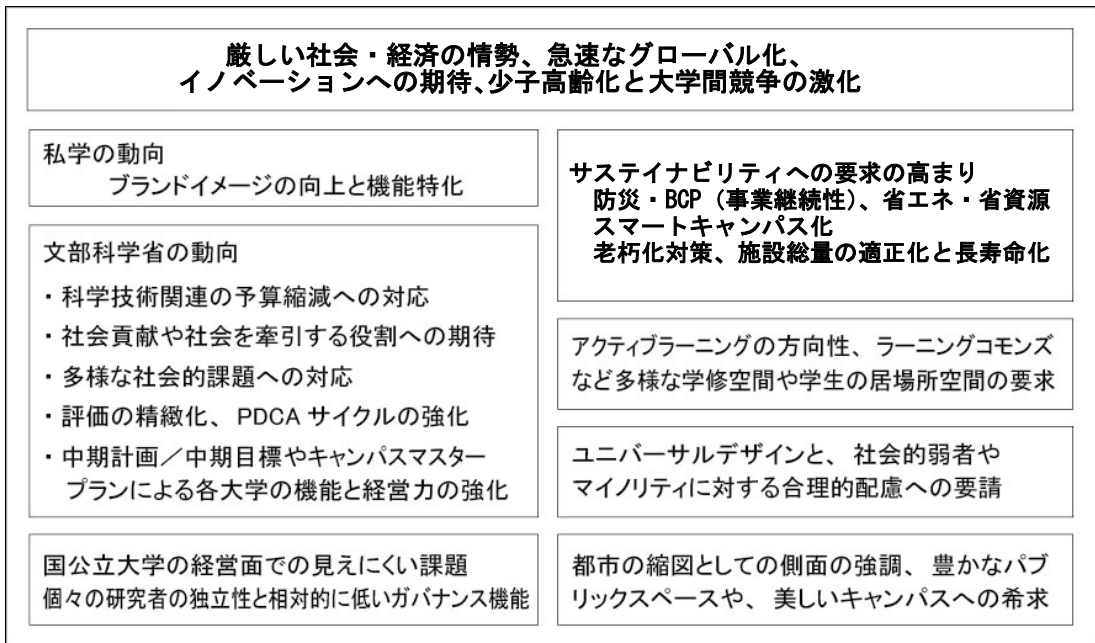 厳しい社会・経済の情勢、急速なグローバル化、
イノベーションへの期待、少子高齢化と大学間競争の激化
私学の動向
ブランドイメージの向上と機能特化
文部科学省の動向
・科学技術関連の予算縮減への対応
・社会貢献や社会を牽引する役割への期待
・多様な社会的課題への対応
・評価の精緻化、PDCA サイクルの強化
・中期計画／中期目標やキャンパスマスター
プランによる各大学の機能と経営力の強化
国公立大学の経営面での見えにくい課題
個々の研究者の独立性と相対的に低いガバナンス機能
サステイナビリティへの要求の高まり
防災・BCP（事業継続性）、省エネ・省資源
スマートキャンパス化
老朽化対策、施設総量の適正化と長寿命化
アクティブラーニングの方向性、ラーニングコモンズ
など多様な学修空間や学生の居場所空間の要求
ユニバーサルデザインと、社会的弱者や
マイノリティに対する合理的配慮への要請
都市の縮図としての側面の強調、豊かなパブ
リックスペースや、美しいキャンパスへの希求